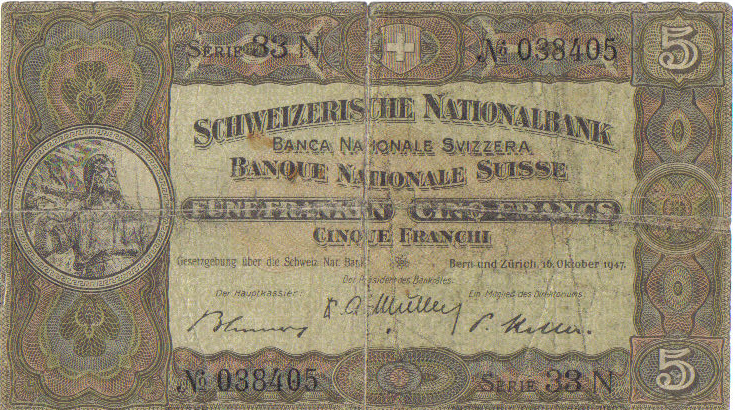 SERIE 33 N
№ 038405
5
SCHWEIZERISCHE NATIONALBANK
BANCA NAZIONALE SVIZZERA
BANQUE NATIONALE SUISSE
FÜNF FRANKEN CINQ FRANCS
CINQUE FRANCHI
Gesetzgebung über die Schweiz. Nat. Bank
Bern und Zürich, 16. Oktober 1947.
Der Präsident des Bankrates:
Der Hauptkassier:
Ein Mitglied des Direktoriums:
A. Müller
№ 038405
SERIE 33 N
5